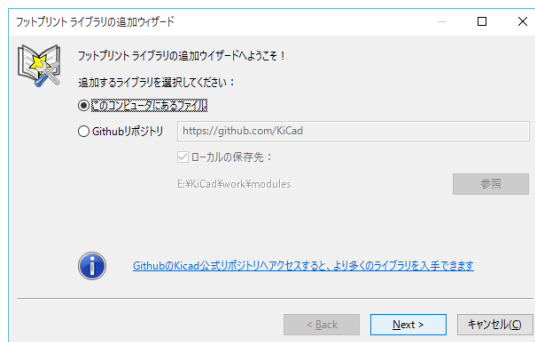 フットプリント ライブラリの追加ウィザード
フットプリント ライブラリの追加ウィザードへようこそ！
追加するライブラリを選択してください：
このコンピュータにあるファイル
Githubリポジトリ https://github.com/KiCad
ローカルの保存先：
E:¥KiCad¥work¥modules 参照
GithubのKicad公式リポジトリへアクセスすると、より多くのライブラリを入手できます
< Back Next > キャンセル(C)